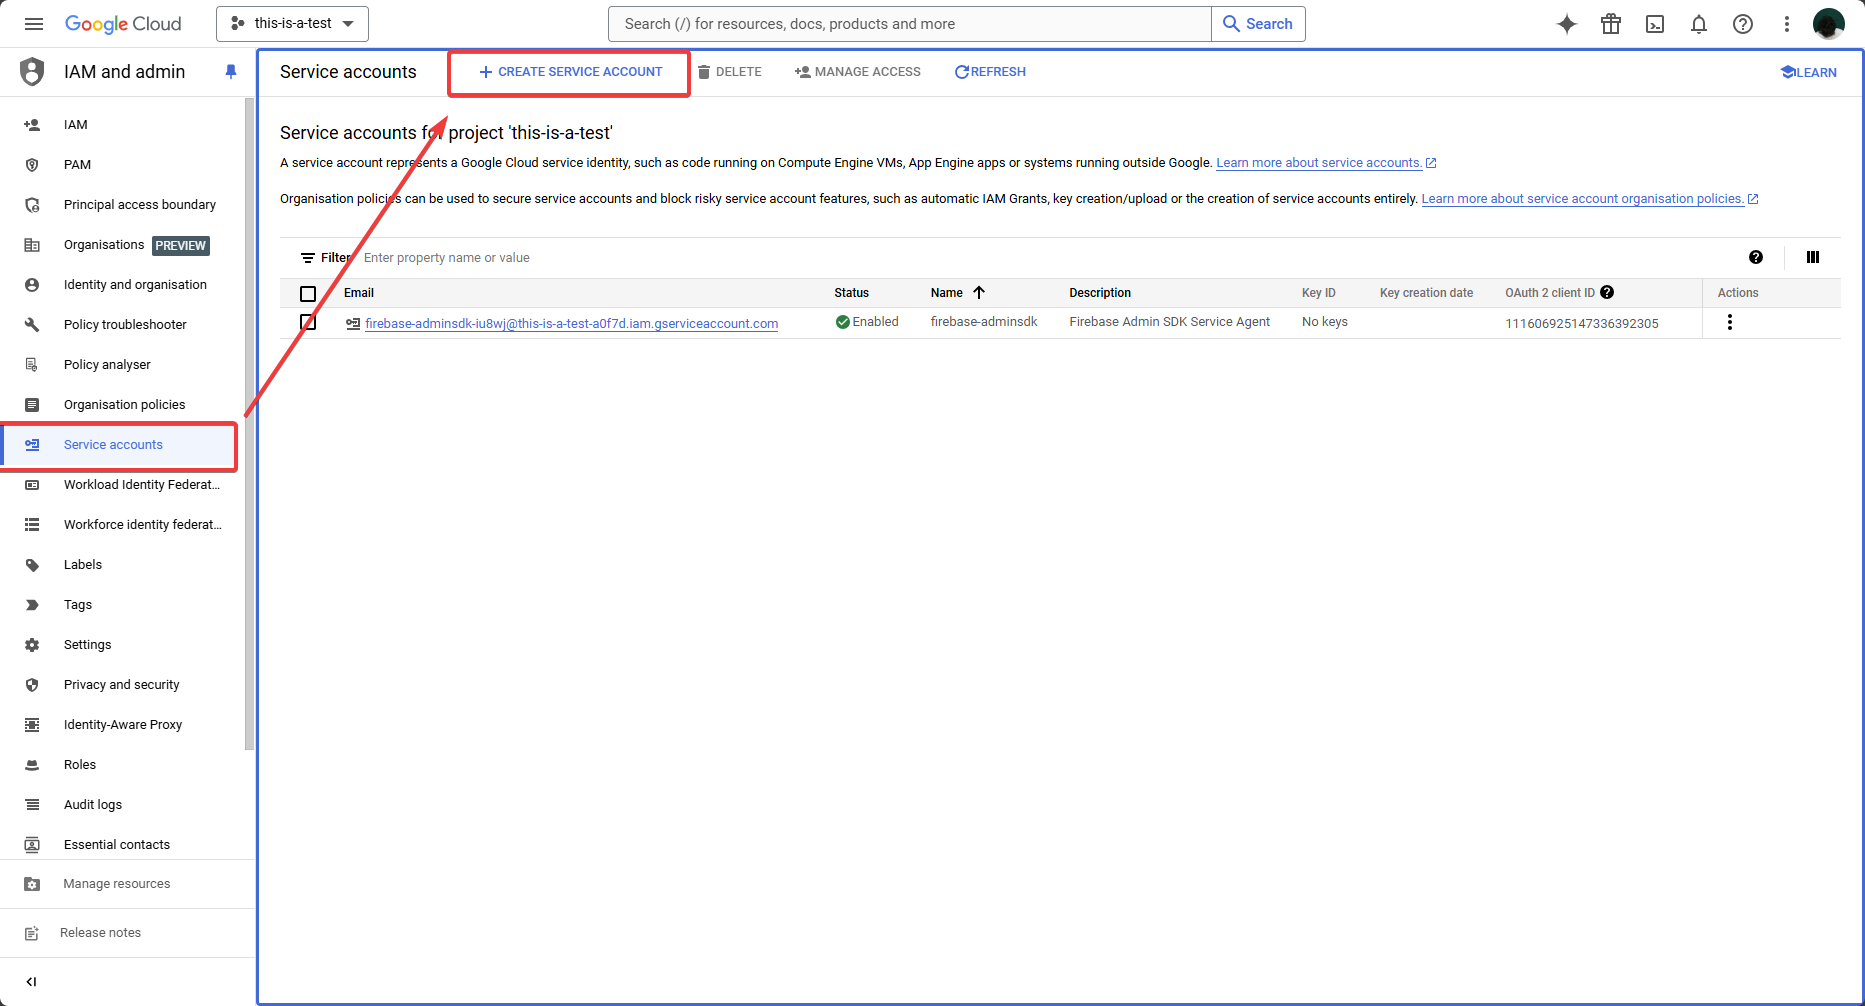 Google Cloud
this-is-a-test
Search (/) for resources, docs, products and more
Search
IAM and admin
Service accounts
CREATE SERVICE ACCOUNT
DELETE
MANAGE ACCESS
REFRESH
LEARN
IAM
PAM
Principal access boundary
Organisations PREVIEW
Identity and organisation
Policy troubleshooter
Policy analyser
Organisation policies
Service accounts
Workload Identity Federat...
Workforce identity federat...
Labels
Tags
Settings
Privacy and security
Identity-Aware Proxy
Roles
Audit logs
Essential contacts
Manage resources
Release notes
Service accounts for project 'this-is-a-test'
A service account represents a Google Cloud service identity, such as code running on Compute Engine VMs, App Engine apps or systems running outside Google. Learn more about service accounts.
Organisation policies can be used to secure service accounts and block risky service account features, such as automatic IAM Grants, key creation/upload or the creation of service accounts entirely. Learn more about service account organisation policies.
Filter Enter property name or value
Email Status Name Description Key ID Key creation date OAuth 2 client ID Actions
firebase-adminsdk-iu8wj@this-is-a-test-a0f7d.iam.gserviceaccount.com Enabled firebase-adminsdk Firebase Admin SDK Service Agent No keys 111606925147336392305